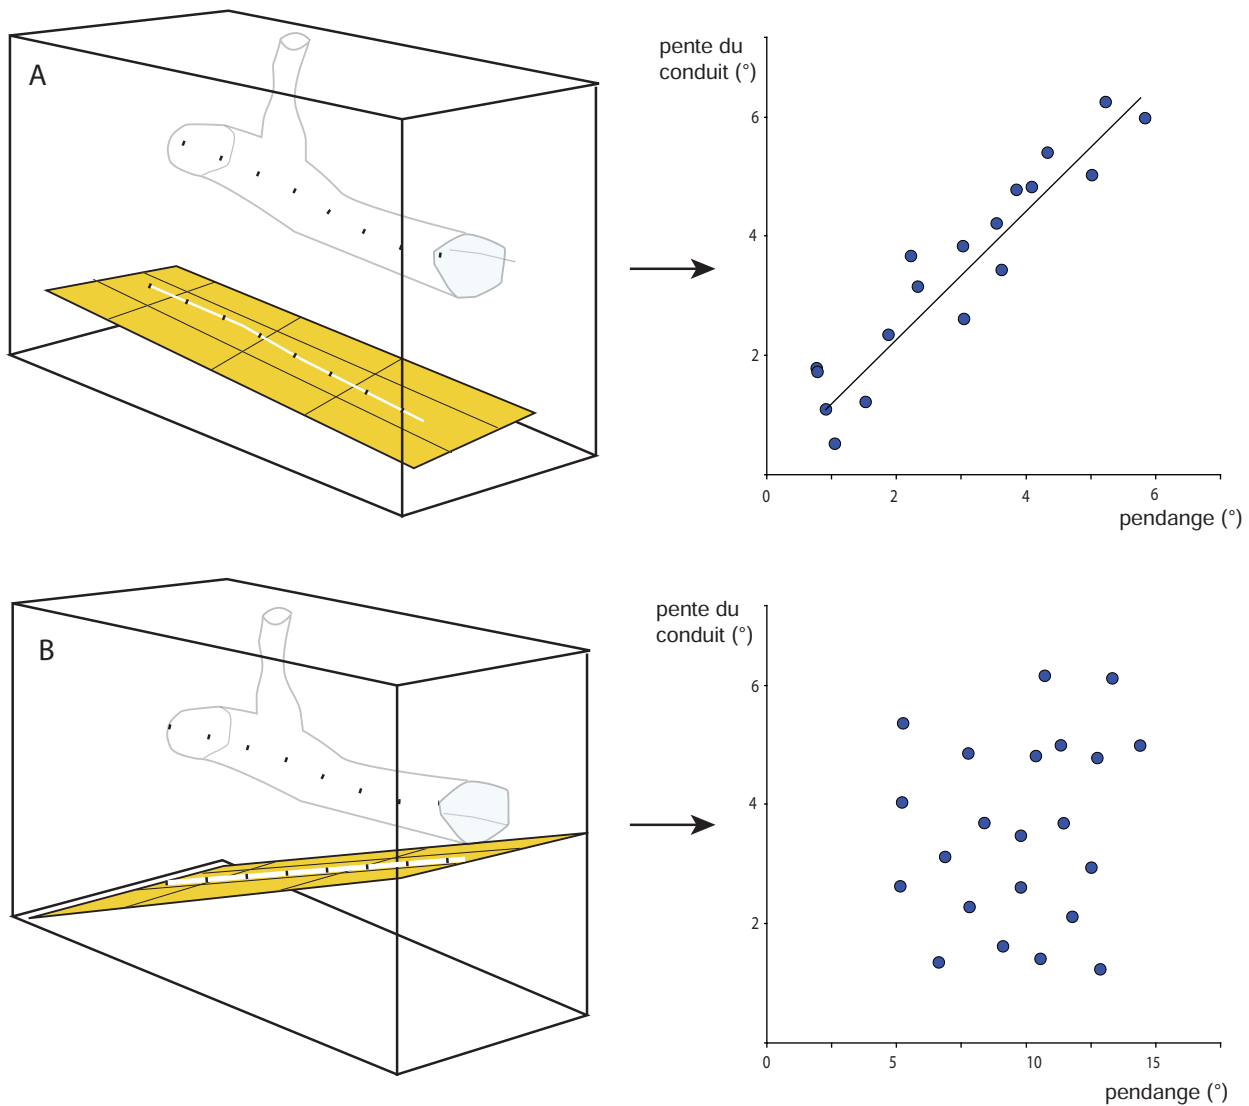 A
pente du
conduit (°)
6
4
2
0 2 4 6
pendange (°)
B
pente du
conduit (°)
6
4
2
0 5 10 15
pendange (°)